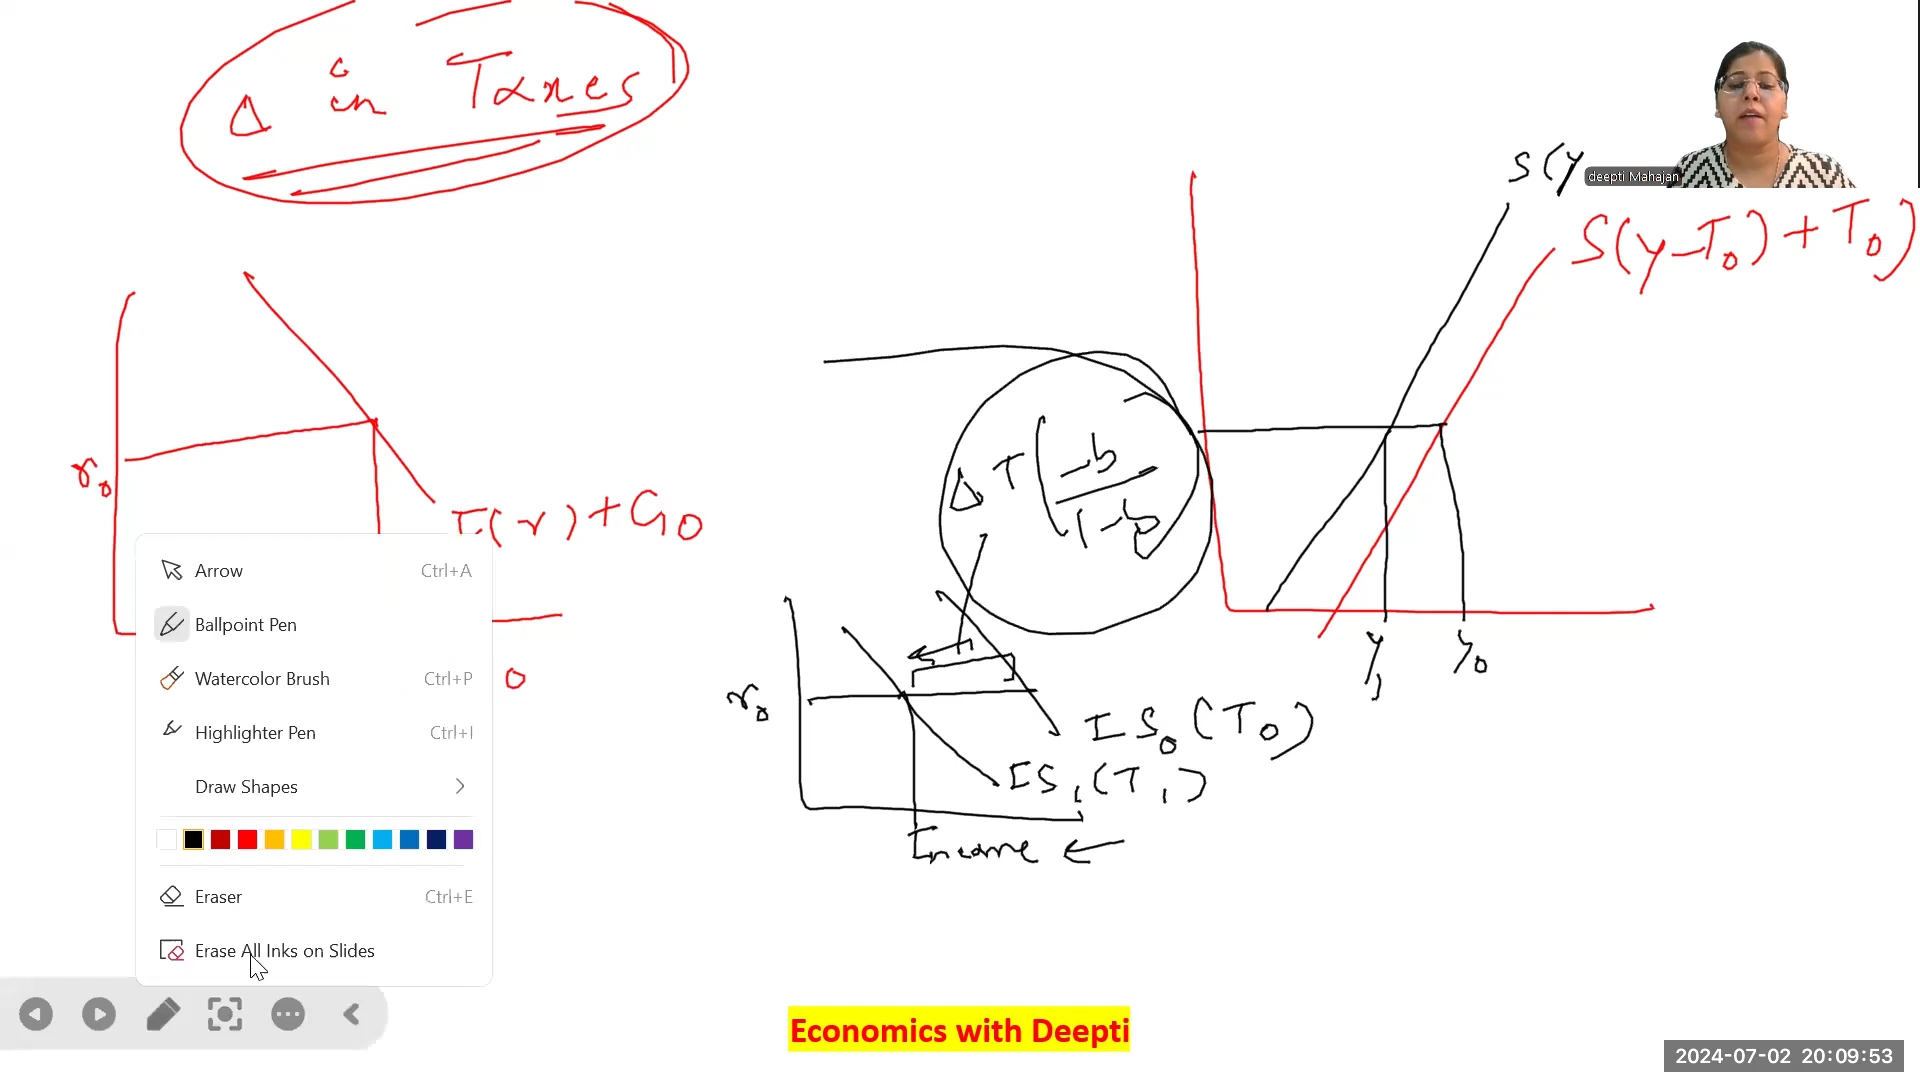 Δ in Taxes
S(y
deepti Mahajan
S(y-T₀)+T₀)
r₀
I(r)+G₀
0
ΔT(-b/1-b)
y₁
y₀
r₀
IS₀(T₀)
IS₁(T₁)
Income ←
Arrow Ctrl+A
Ballpoint Pen
Watercolor Brush Ctrl+P
Highlighter Pen Ctrl+I
Draw Shapes
Eraser Ctrl+E
Erase All Inks on Slides
Economics with Deepti
2024-07-02 20:09:53